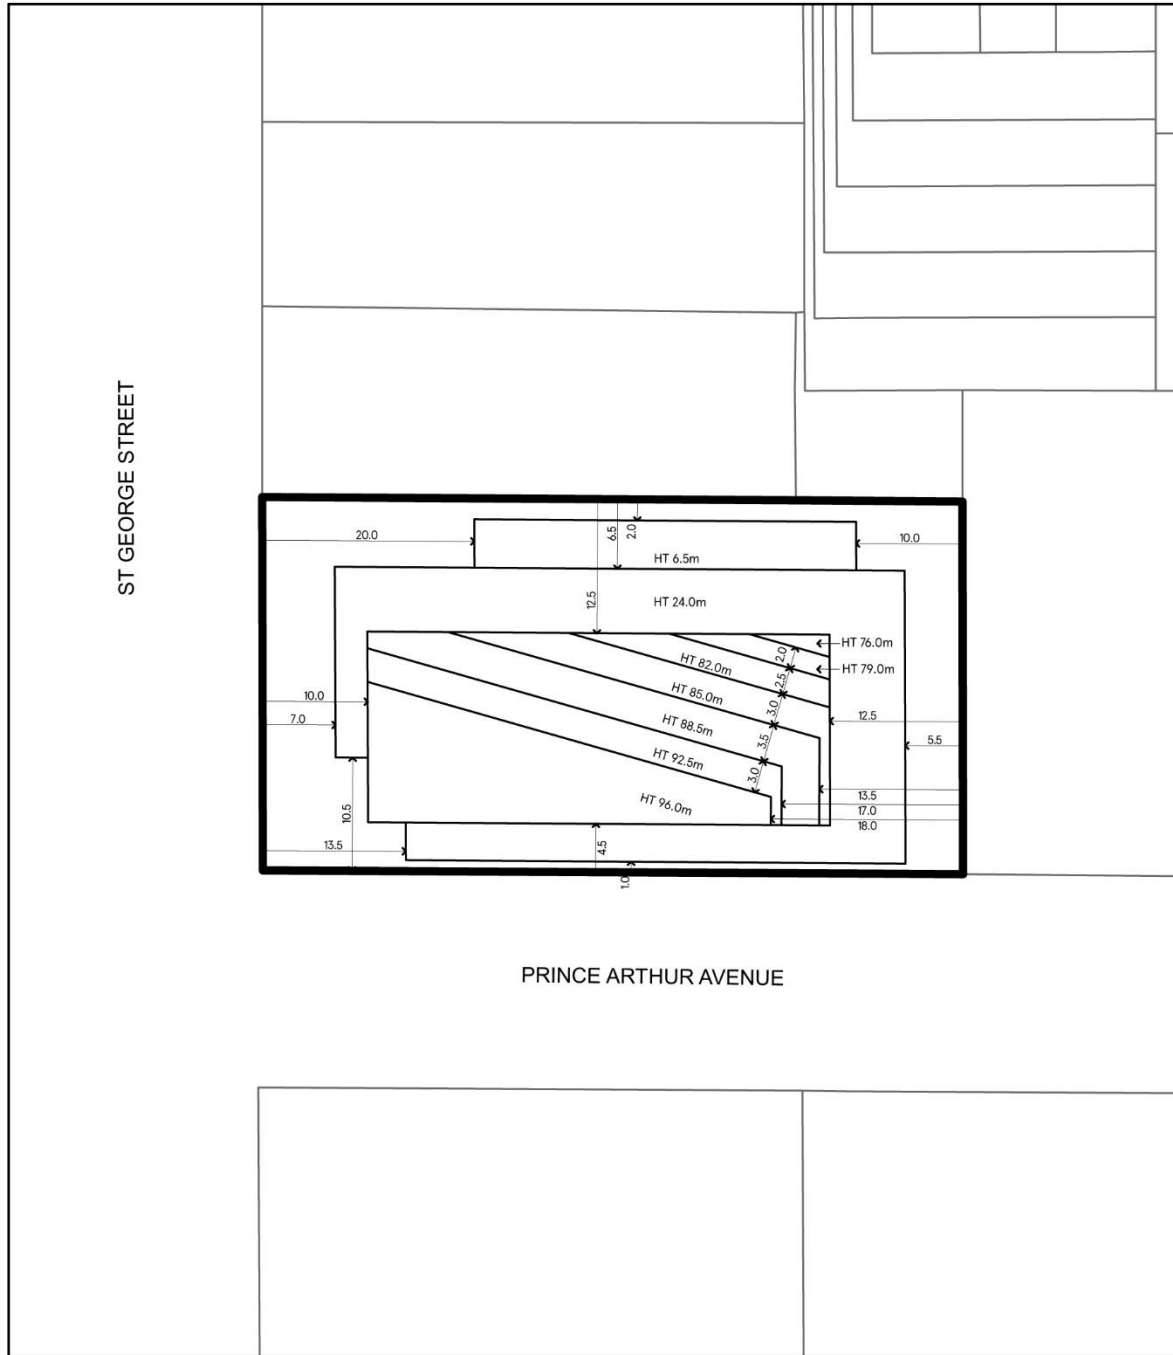 ST GEORGE STREET
20.0
6.5
2.0
10.0
HT 6.5m
12.5
HT 24.0m
HT 76.0m
2.0
HT 82.0m
HT 79.0m
2.5
HT 85.0m
10.0
3.0
12.5
7.0
HT 88.5m
3.5
5.5
HT 92.5m
3.0
13.5
HT 96.0m
17.0
10.5
18.0
13.5
4.5
1.0
PRINCE ARTHUR AVENUE